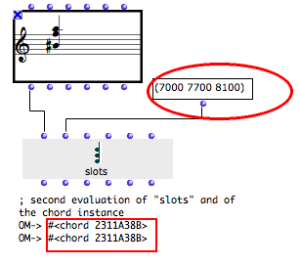 (7000 7700 8100)
slots
; second evaluation of "slots" and of
the chord instance
OM-> #<chord 2311A38B>
OM-> #<chord 2311A38B>